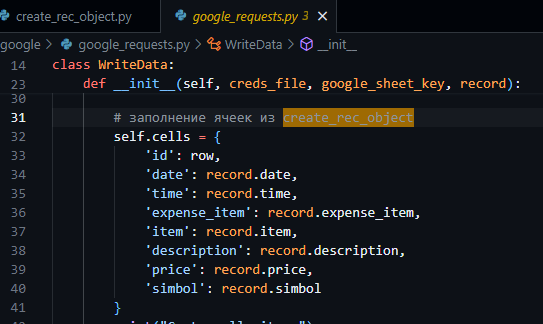 create_rec_object.py
google_requests.py 3 ×
google > google_requests.py > WriteData > __init__
14 class WriteData:
23 def __init__(self, creds_file, google_sheet_key, record):
30
31 # заполнение ячеек из create_rec_object
32 self.cells = {
33 'id': row,
34 'date': record.date,
35 'time': record.time,
36 'expense_item': record.expense_item,
37 'item': record.item,
38 'description': record.description,
39 'price': record.price,
40 'simbol': record.simbol
41 }